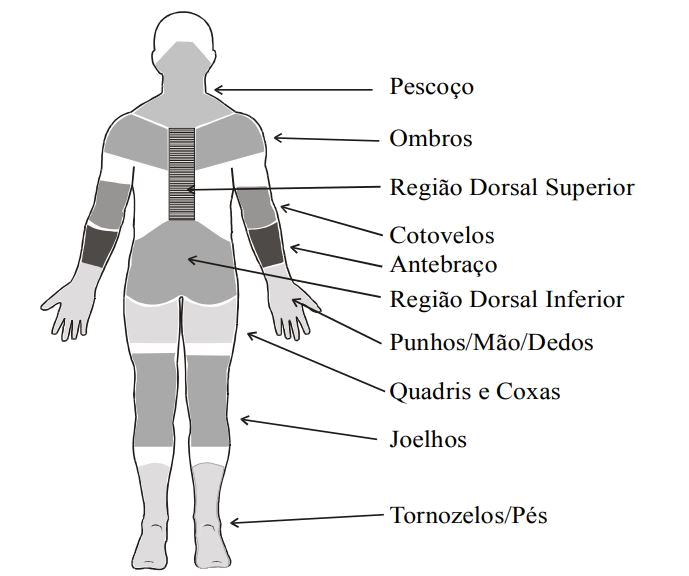 Pescoço
Ombros
Região Dorsal Superior
Cotovelos
Antebraço
Região Dorsal Inferior
Punhos/Mão/Dedos
Quadris e Coxas
Joelhos
Tornozelos/Pés